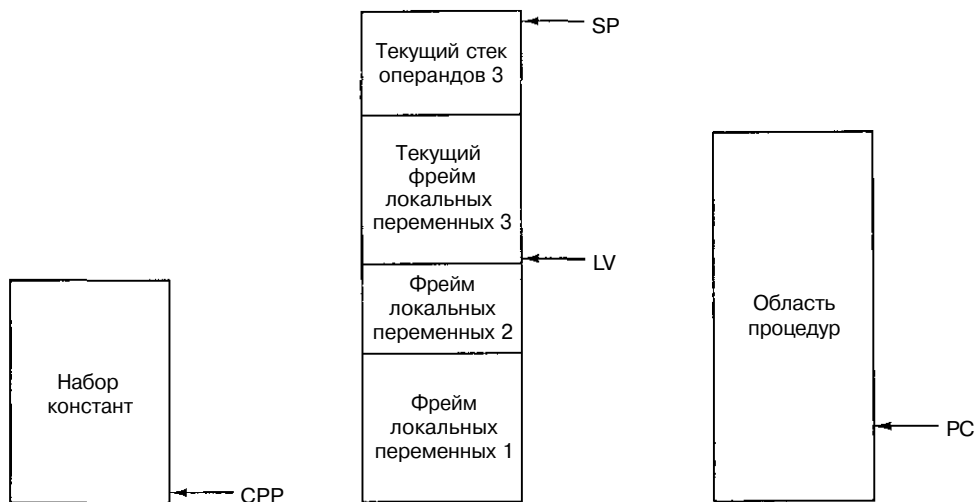 Текущий стек
операндов 3
SP
Текущий
фрейм
локальных
переменных 3
LV
Фрейм
локальных
переменных 2
Область
процедур
Набор
констант
Фрейм
локальных
переменных 1
PC
CPP